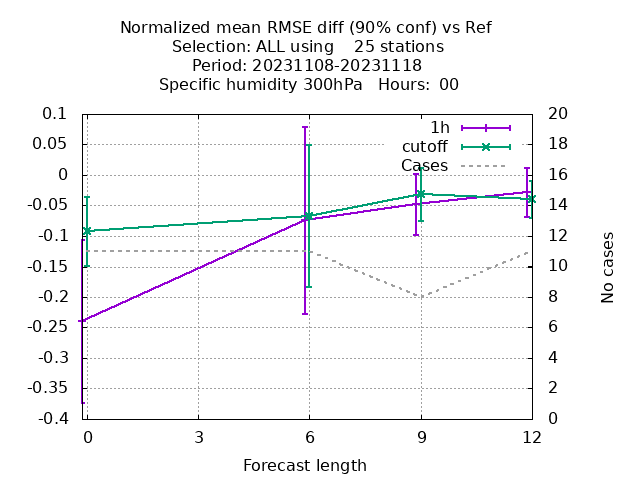 Normalized mean RMSE diff (90% conf) vs Ref
Selection: ALL using    25 stations
Period: 20231108-20231118
Specific humidity 300hPa   Hours:  00
1h
cutoff
Cases
0.1
0.05
0
-0.05
-0.1
-0.15
-0.2
-0.25
-0.3
-0.35
-0.4
20
18
16
14
12
10
8
6
4
2
0
No cases
0 3 6 9 12
Forecast length